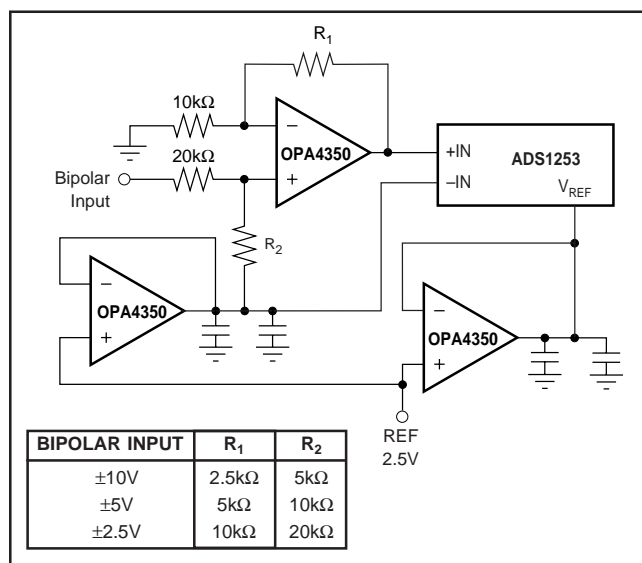 R1
10kΩ
−
OPA4350
+
20kΩ
Bipolar
Input
R2
+IN
−IN
ADS1253
VREF
−
OPA4350
+
−
OPA4350
+
REF
2.5V
BIPOLAR INPUT R1 R2
±10V 2.5kΩ 5kΩ
±5V 5kΩ 10kΩ
±2.5V 10kΩ 20kΩ